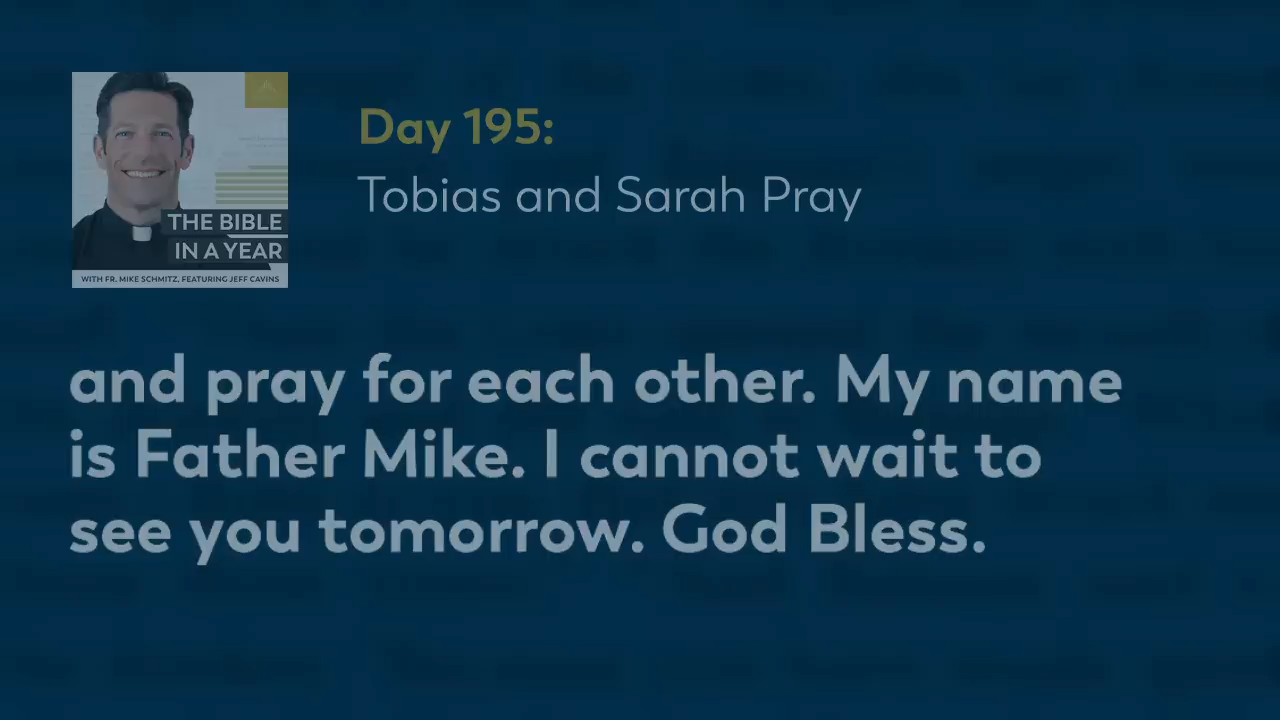 Day 195:
Tobias and Sarah Pray
THE BIBLE
IN A YEAR
WITH FR. MIKE SCHMITZ, FEATURING JEFF CAVINS
and pray for each other. My name
is Father Mike. I cannot wait to
see you tomorrow. God Bless.